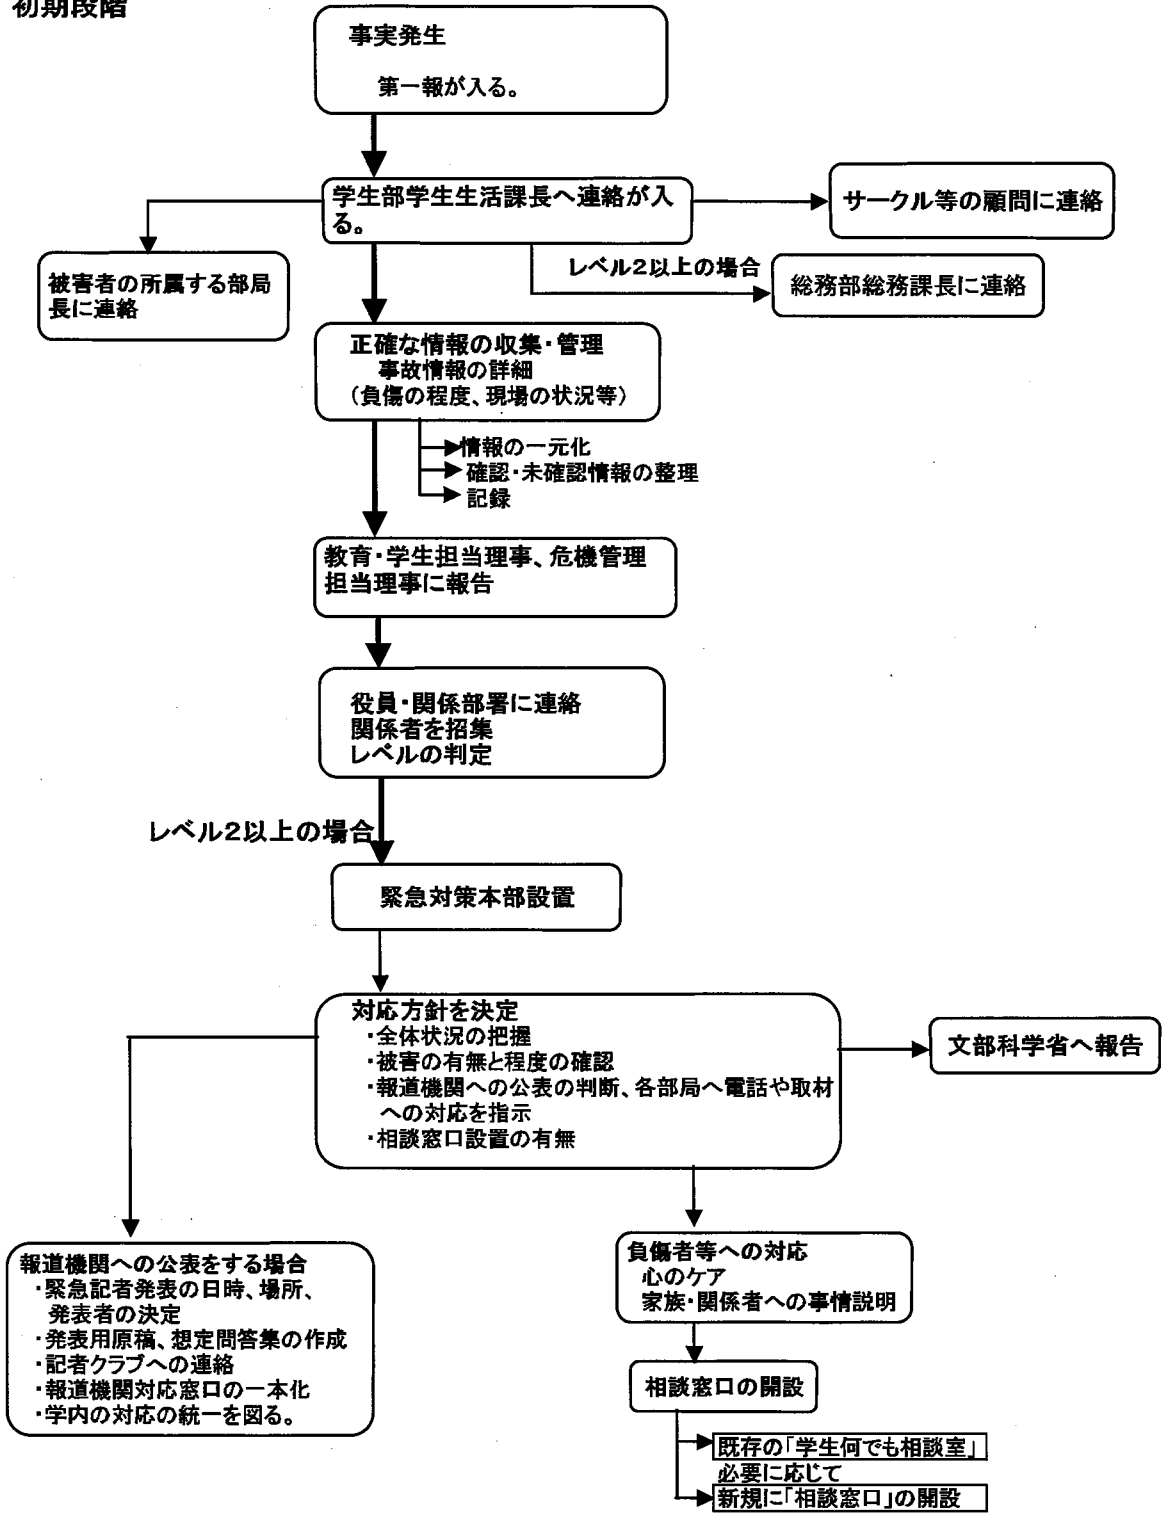 初期段階
事実発生
第一報が入る。
学生部学生生活課長へ連絡が入
る。
サークル等の顧問に連絡
被害者の所属する部局
長に連絡
レベル2以上の場合
総務部総務課長に連絡
正確な情報の収集・管理
事故情報の詳細
（負傷の程度、現場の状況等）
情報の一元化
確認・未確認情報の整理
記録
教育・学生担当理事、危機管理
担当理事に報告
役員・関係部署に連絡
関係者を招集
レベルの判定
レベル2以上の場合
緊急対策本部設置
対応方針を決定
・全体状況の把握
・被害の有無と程度の確認
・報道機関への公表の判断、各部局へ電話や取材
への対応を指示
・相談窓口設置の有無
文部科学省へ報告
報道機関への公表をする場合
・緊急記者発表の日時、場所、
発表者の決定
・発表用原稿、想定問答集の作成
・記者クラブへの連絡
・報道機関対応窓口の一本化
・学内の対応の統一を図る。
負傷者等への対応
心のケア
家族・関係者への事情説明
相談窓口の開設
既存の「学生何でも相談室」
必要に応じて
新規に「相談窓口」の開設